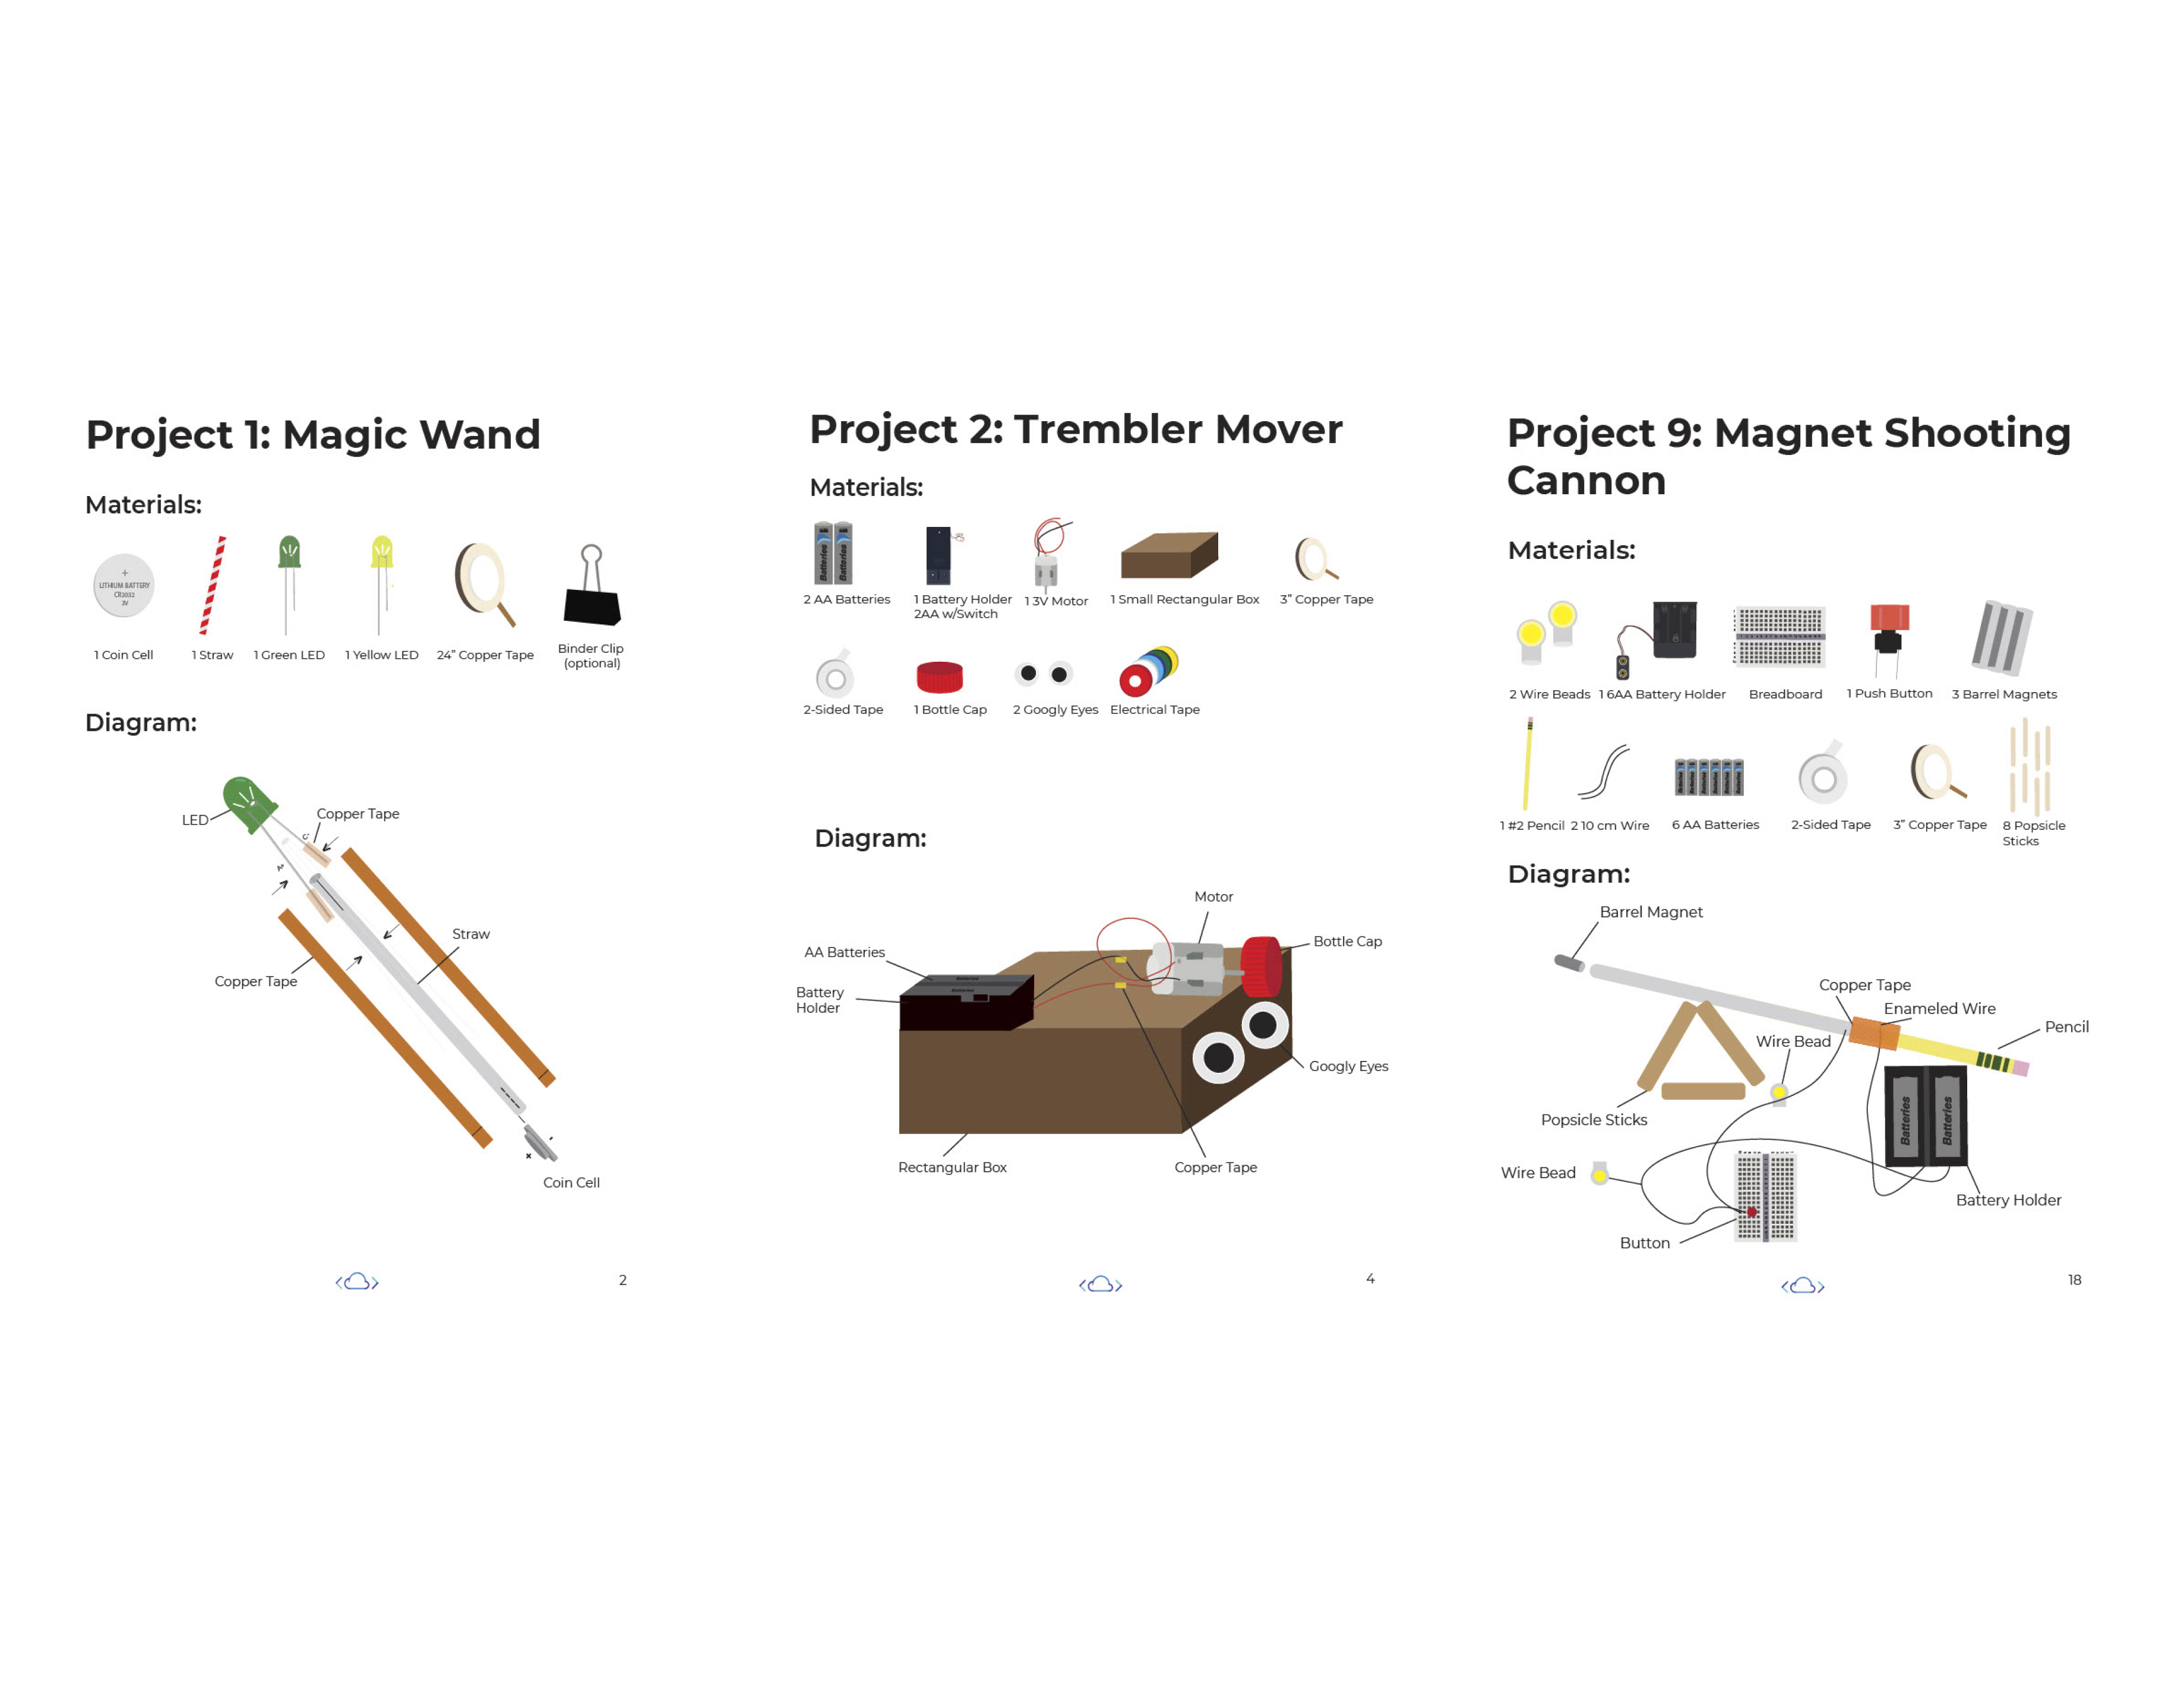 Project 1: Magic Wand
Materials:
+
LITHIUM BATTERY
CR2032
3V
1 Coin Cell
1 Straw
1 Green LED
1 Yellow LED
24” Copper Tape
Binder Clip
(optional)
Diagram:
LED
Copper Tape
Straw
Copper Tape
Coin Cell
2
Project 2: Trembler Mover
Materials:
Batteries
Batteries
2 AA Batteries
1 Battery Holder
2AA w/Switch
1 3V Motor
1 Small Rectangular Box
3” Copper Tape
2-Sided Tape
1 Bottle Cap
2 Googly Eyes
Electrical Tape
Diagram:
Motor
AA Batteries
Bottle Cap
Battery
Holder
Batteries
Batteries
Googly Eyes
Rectangular Box
Copper Tape
4
Project 9: Magnet Shooting
Cannon
Materials:
2 Wire Beads
1 6AA Battery Holder
Breadboard
1 Push Button
3 Barrel Magnets
1 #2 Pencil
2 10 cm Wire
6 AA Batteries
2-Sided Tape
3” Copper Tape
8 Popsicle
Sticks
Diagram:
Barrel Magnet
Copper Tape
Enameled Wire
Pencil
Wire Bead
Popsicle Sticks
Batteries
Batteries
Wire Bead
Battery Holder
Button
18